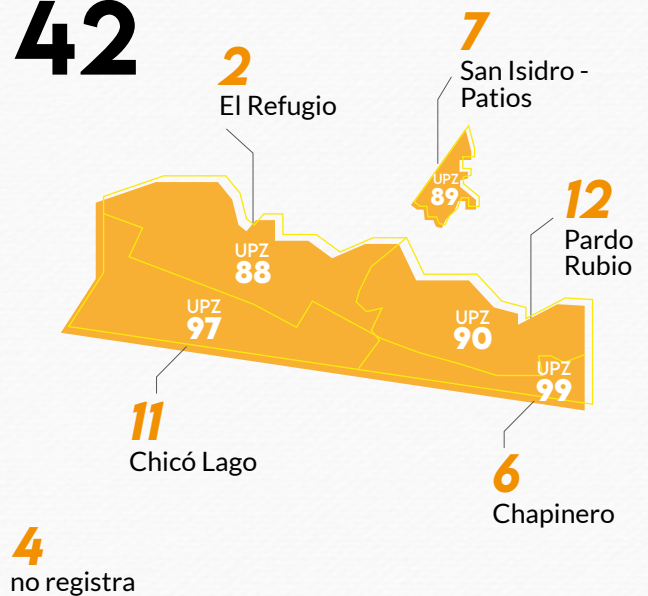 42
7
San Isidro -
Patios
2
El Refugio
UPZ
89
12
Pardo
Rubio
UPZ
88
UPZ
97
UPZ
90
UPZ
99
11
Chicó Lago
6
Chapinero
4
no registra